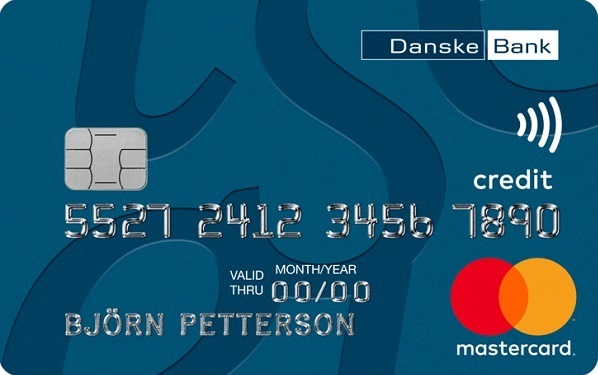 Danske Bank
credit
5527 2412 3456 7890
VALID THRU
MONTH/YEAR
00/00
BJÖRN PETTERSON
mastercard.